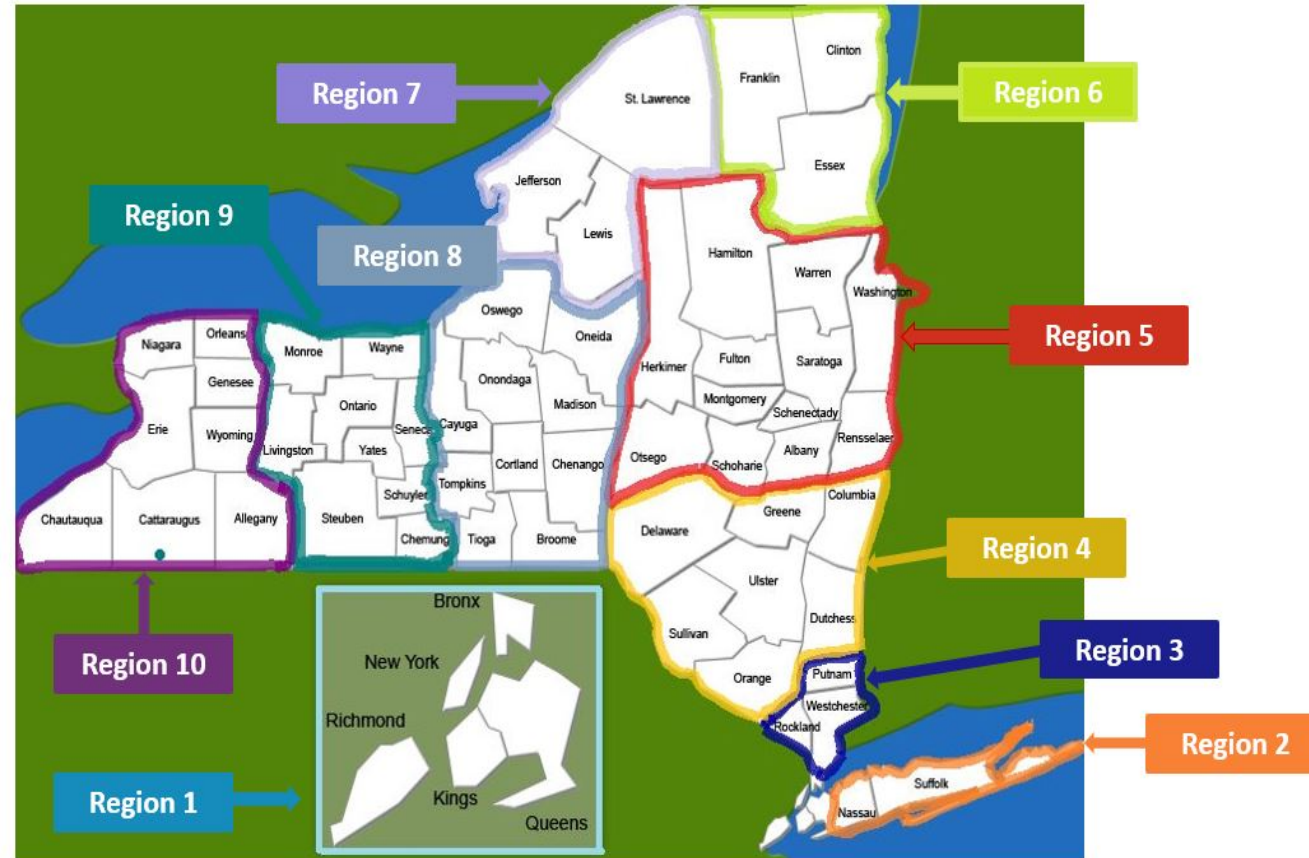 Clinton
Franklin
Region 7
Region 6
St. Lawrence
Essex
Jefferson
Region 9
Lewis
Region 8
Hamilton
Warren
Washington
Oswego
Orleans
Niagara
Monroe
Wayne
Oneida
Region 5
Fulton
Saratoga
Herkimer
Genesee
Onondaga
Montgomery
Madison
Ontario
Schenectady
Erie
Wyoming
Seneca
Cayuga
Rensselaer
Livingston
Yates
Otsego
Schoharie
Albany
Cortland
Chenango
Tompkins
Schuyler
Columbia
Greene
Chautauqua
Cattaraugus
Allegany
Steuben
Delaware
Chemung
Tioga
Broome
Region 4
Ulster
Bronx
Dutchess
Sullivan
Region 10
New York
Region 3
Orange
Putnam
Westchester
Richmond
Rockland
Region 2
Suffolk
Region 1
Kings
Nassau
Queens